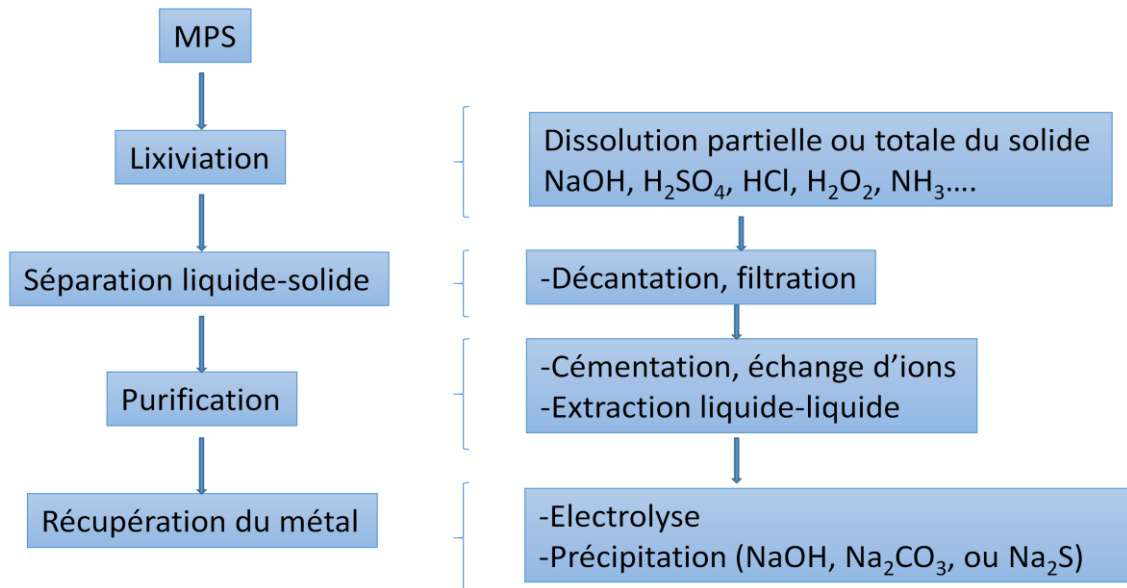 MPS
Lixiviation
Dissolution partielle ou totale du solide
NaOH, H₂SO₄, HCl, H₂O₂, NH₃....
Séparation liquide-solide
-Décantation, filtration
Purification
-Cémentation, échange d’ions
-Extraction liquide-liquide
Récupération du métal
-Electrolyse
-Précipitation (NaOH, Na₂CO₃, ou Na₂S)